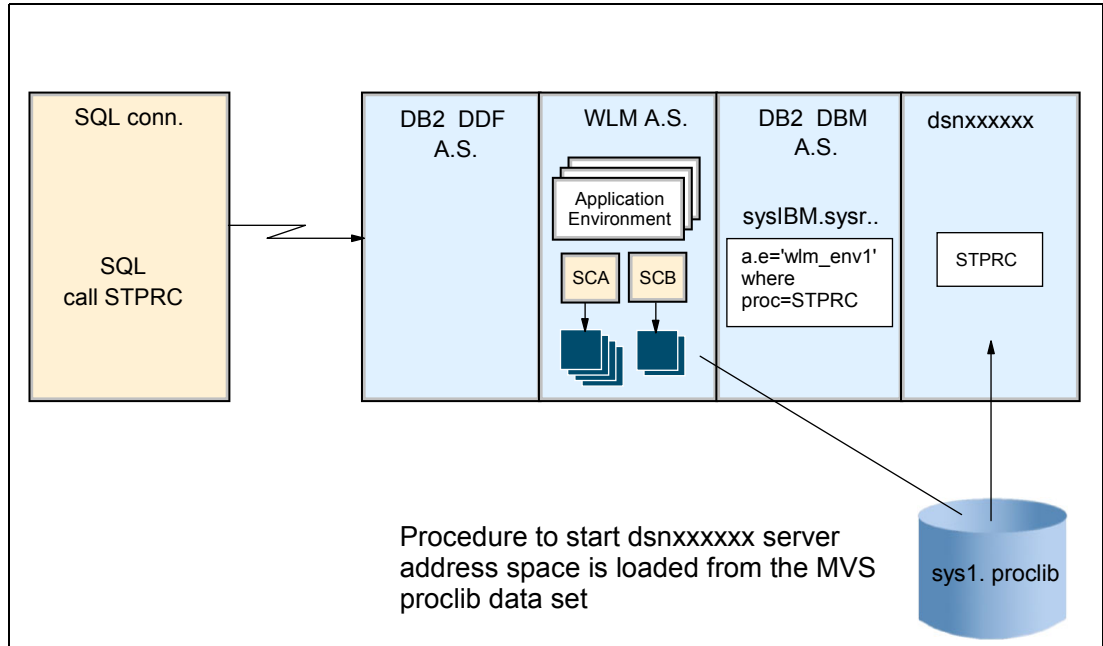 SQL conn.
SQL
call STPRC
DB2 DDF
A.S.
WLM A.S.
Application
Environment
SCA
SCB
DB2 DBM
A.S.
sysIBM.sysr..
a.e='wlm_env1'
where
proc=STPRC
dsnxxxxxx
STPRC
Procedure to start dsnxxxxxx server
address space is loaded from the MVS
proclib data set
sys1. proclib